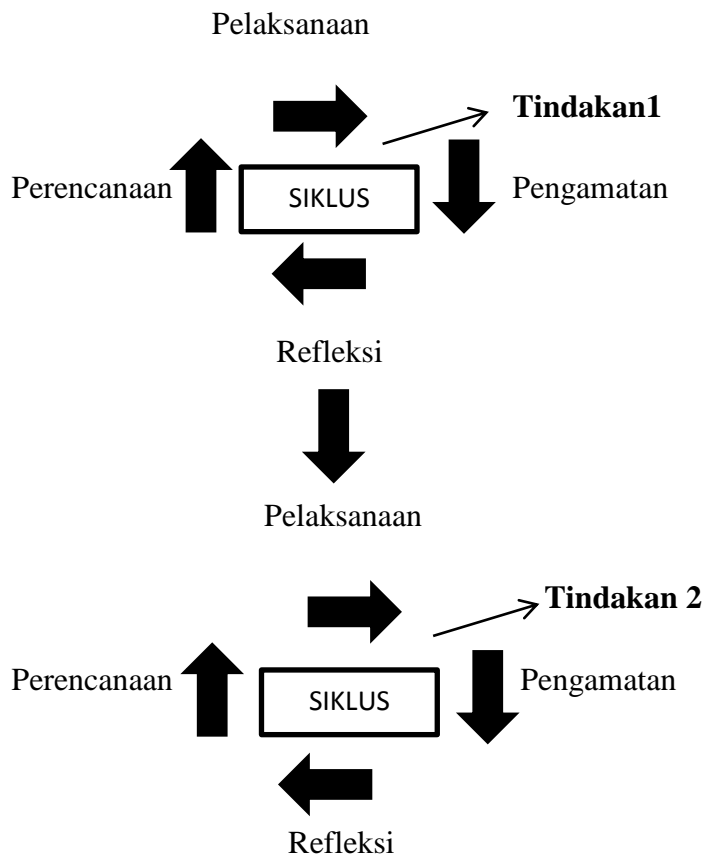 Pelaksanaan
Tindakan1
Perencanaan
SIKLUS
Pengamatan
Refleksi
Pelaksanaan
Tindakan 2
Perencanaan
SIKLUS
Pengamatan
Refleksi